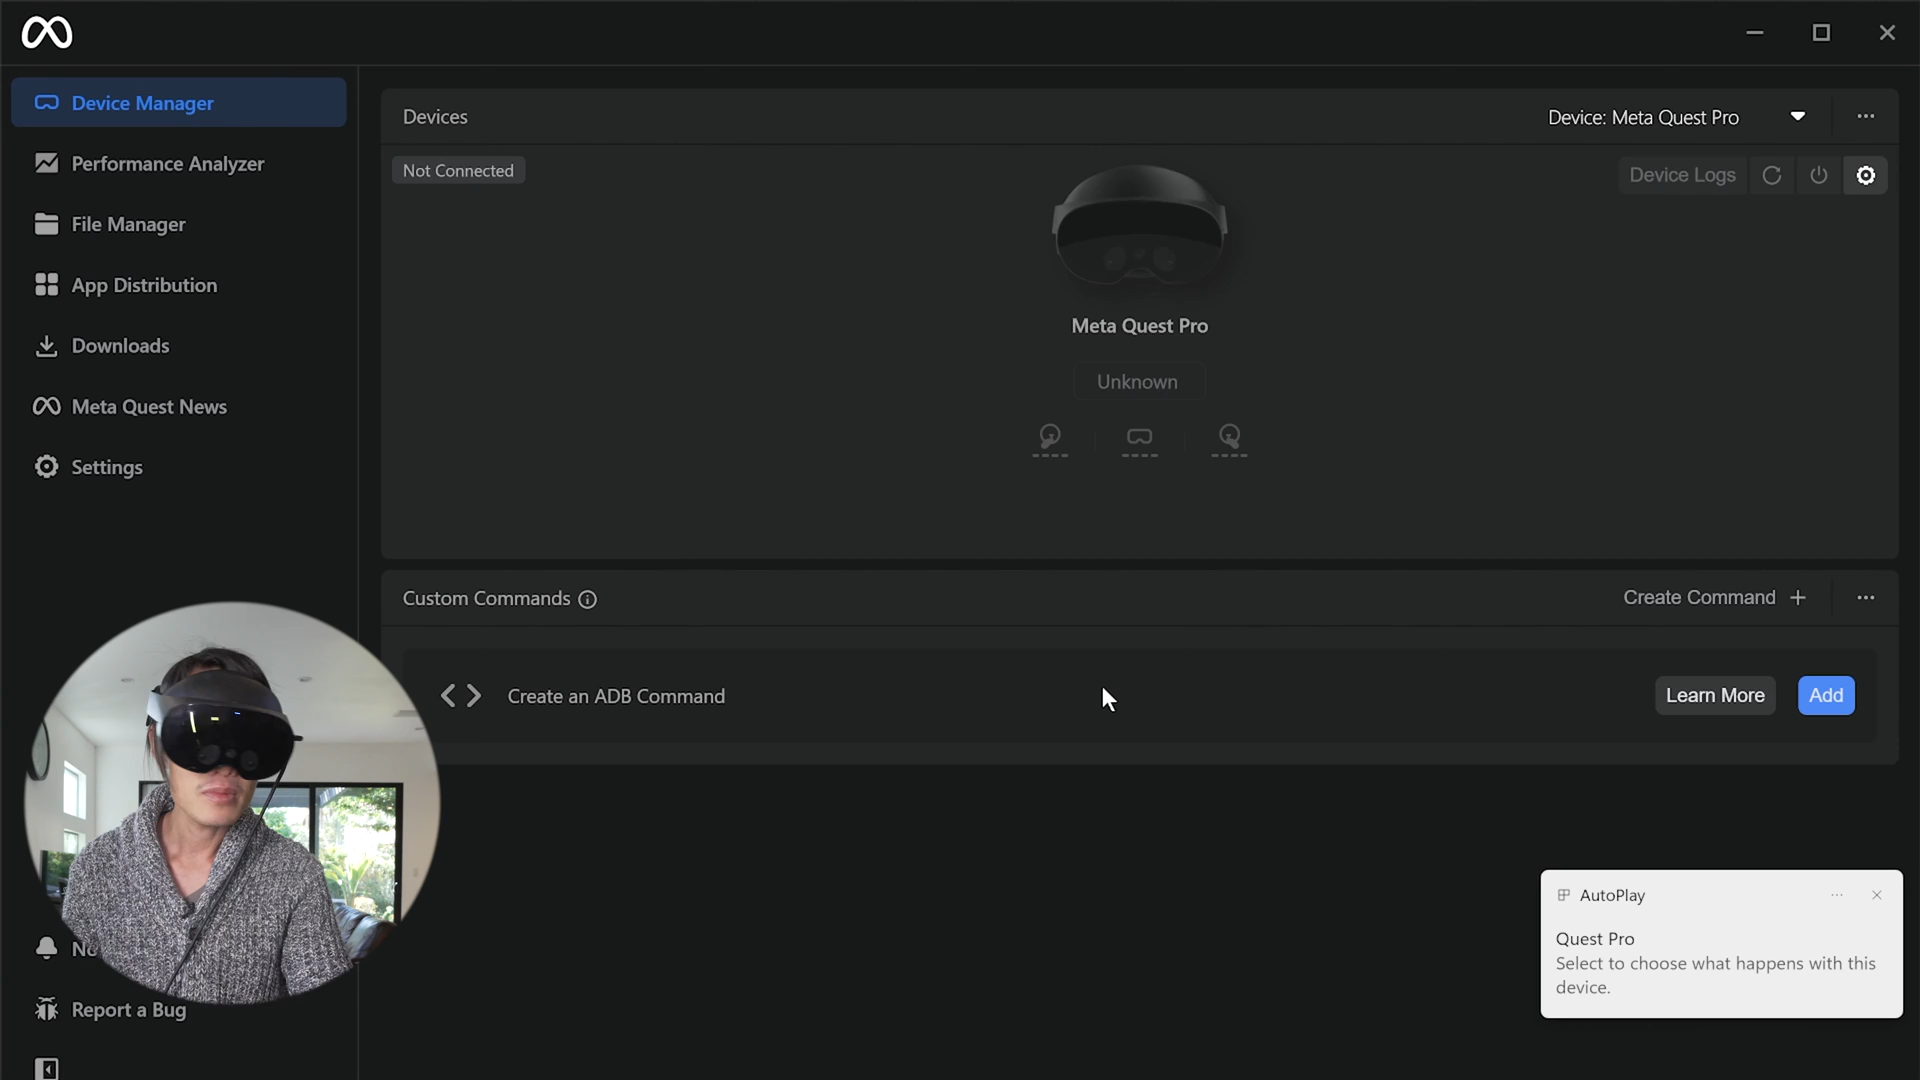 Device Manager
Performance Analyzer
File Manager
App Distribution
Downloads
Meta Quest News
Settings
Report a Bug
Devices
Device: Meta Quest Pro
Not Connected
Device Logs
Meta Quest Pro
Unknown
Custom Commands
Create Command +
Create an ADB Command
Learn More
Add
AutoPlay
Quest Pro
Select to choose what happens with this
device.